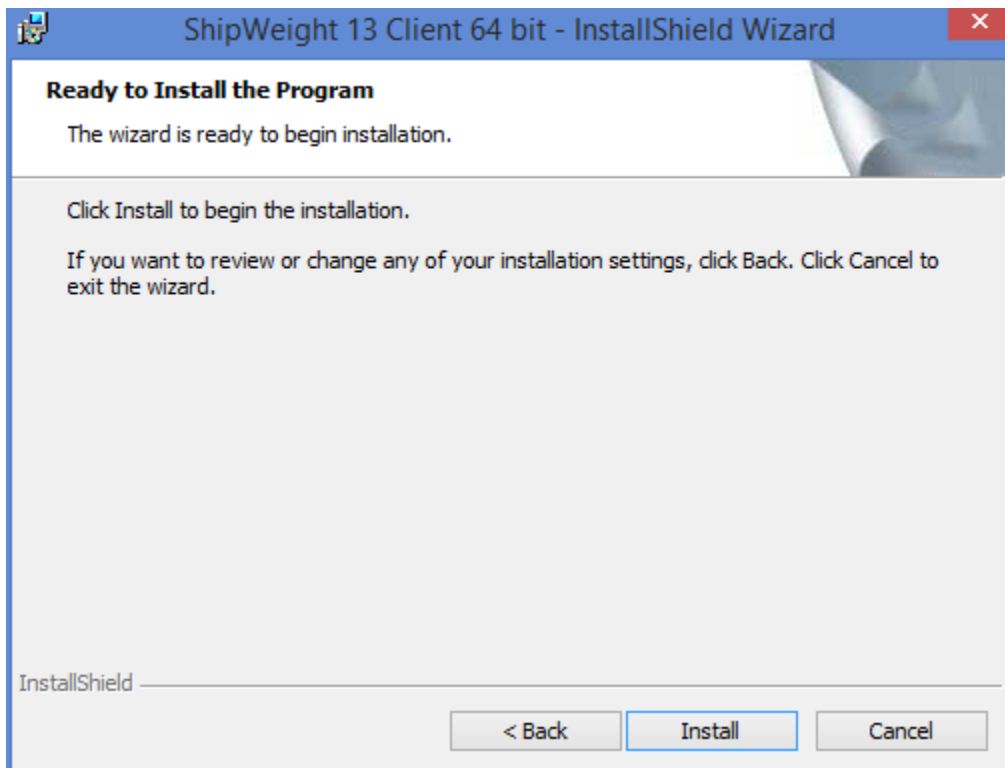 ShipWeight 13 Client 64 bit - InstallShield Wizard
Ready to Install the Program
The wizard is ready to begin installation.
Click Install to begin the installation.
If you want to review or change any of your installation settings, click Back. Click Cancel to
exit the wizard.
InstallShield
< Back
Install
Cancel